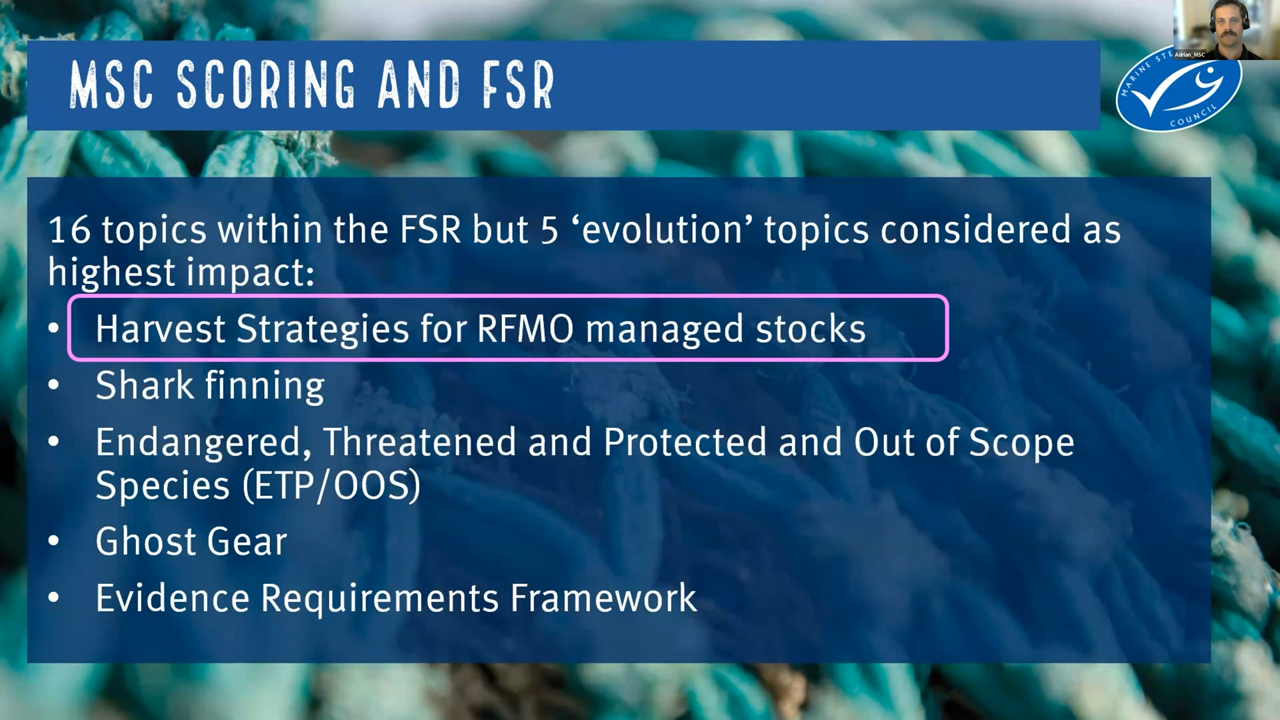 MSC SCORING AND FSR
Adrian_MSC
MARINE STE
COUNCIL
16 topics within the FSR but 5 ‘evolution’ topics considered as
highest impact:
• Harvest Strategies for RFMO managed stocks
• Shark finning
• Endangered, Threatened and Protected and Out of Scope
Species (ETP/OOS)
• Ghost Gear
• Evidence Requirements Framework